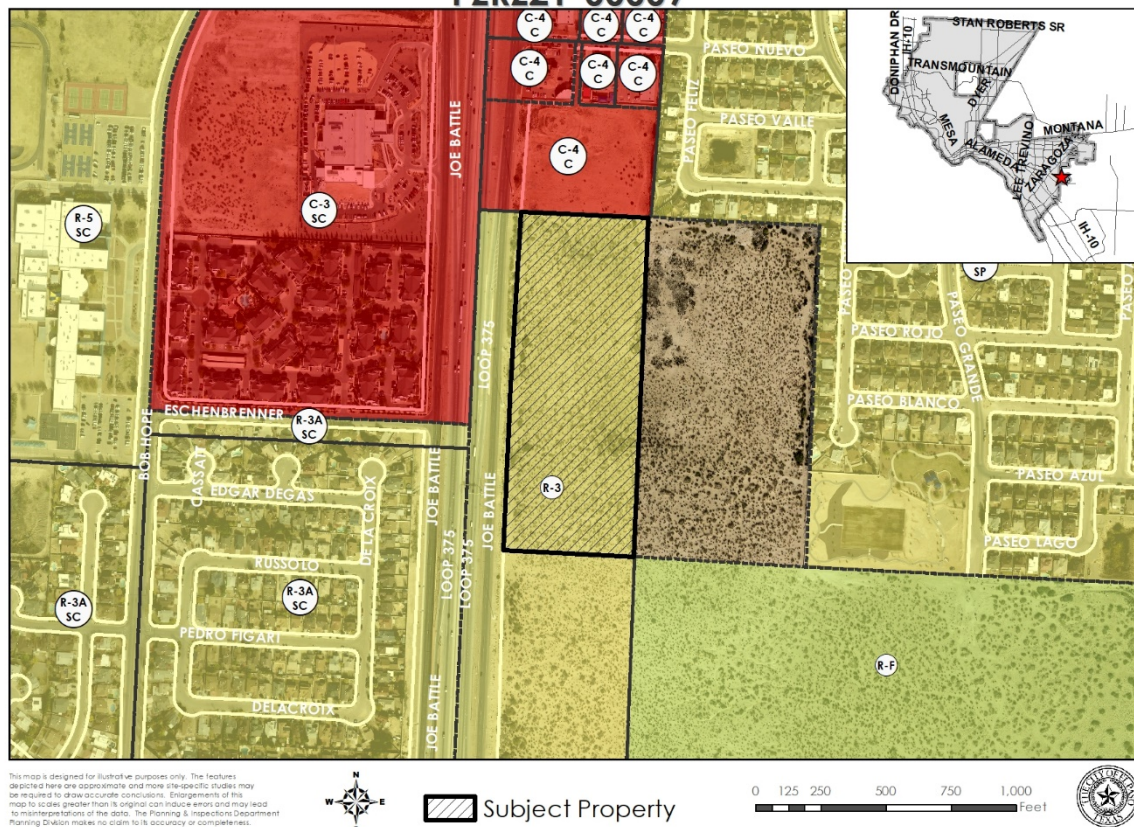 C-4
C
C-4
C
C-4
C
C-4
C
C-4
C
C-4
C
C-4
C
PASEO NUEVO
PASEO FELIZ
PASEO VALLE
JOE BATTLE
C-3
SC
R-5
SC
STAN ROBERTS SR
DONIPHAN DR
IH-10
TRANSMOUNTAIN
DYER
MESA
MONTANA
ALAMEDA
LEE TREVINO
ZARAGOZA
IH-10
SP
LOOP 375
PASEO
PASEO ROJO
PASEO GRANDE
PASEO
PASEO BLANCO
PASEO AZUL
PASEO LAGO
BOB HOPE
ESCHENBRENNER
R-3A
SC
CASSATT
EDGAR DEGAS
DE LA CROIX
JOE BATTLE
LOOP 375
LOOP 375
JOE BATTLE
R-3
RUSSOLO
R-3A
SC
R-3A
SC
PEDRO FIGARI
DELACROIX
JOE BATTLE
R-F
This map is designed for illustrative purposes only. The features
depicted here are approximate and more site-specific studies may
be required to draw accurate conclusions. Enlargements of this
map to scales greater than its original can induce errors and may lead
to misinterpretations of the data. The Planning & Inspections Department
Planning Division makes no claim to its accuracy or completeness.
N
W
E
S
Subject Property
0 125 250 500 750 1,000
Feet
THE CITY OF EL PASO
TEXAS